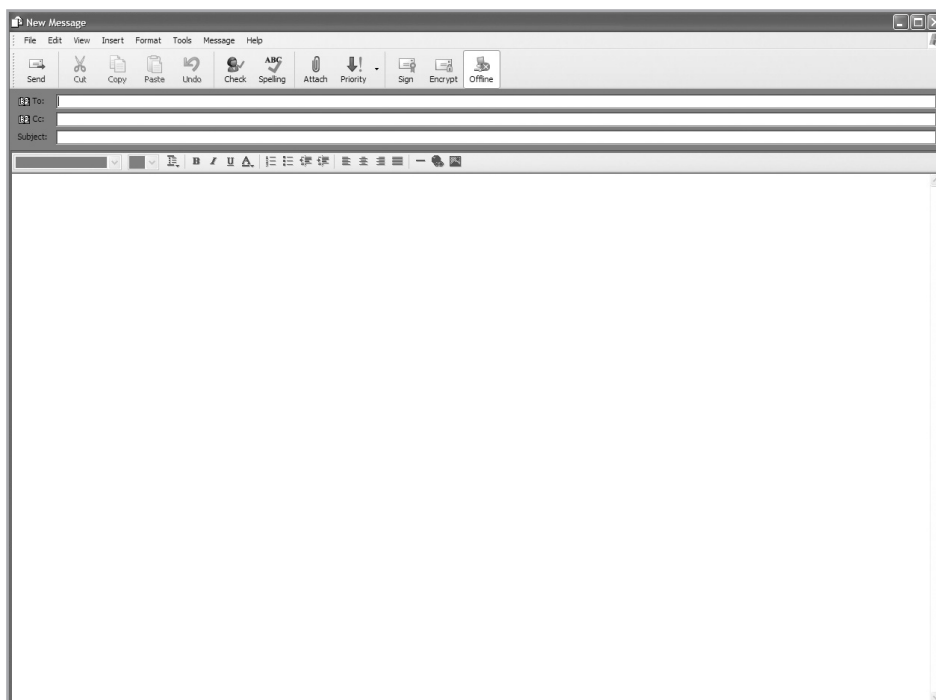 New Message
File Edit View Insert Format Tools Message Help
ABC
Send Cut Copy Paste Undo Check Spelling Attach Priority Sign Encrypt Offline
To:
Cc:
Subject:
B I U A